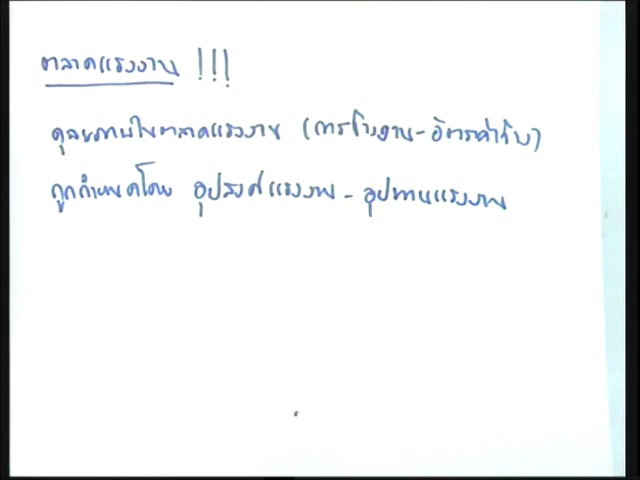 ตลาดแรงงาน !!!
ดุลยภาพในตลาดแรงงาน (การจ้างงาน-อัตราค่าจ้าง)
ถูกกำหนดโดย อุปสงค์แรงงาน - อุปทานแรงงาน